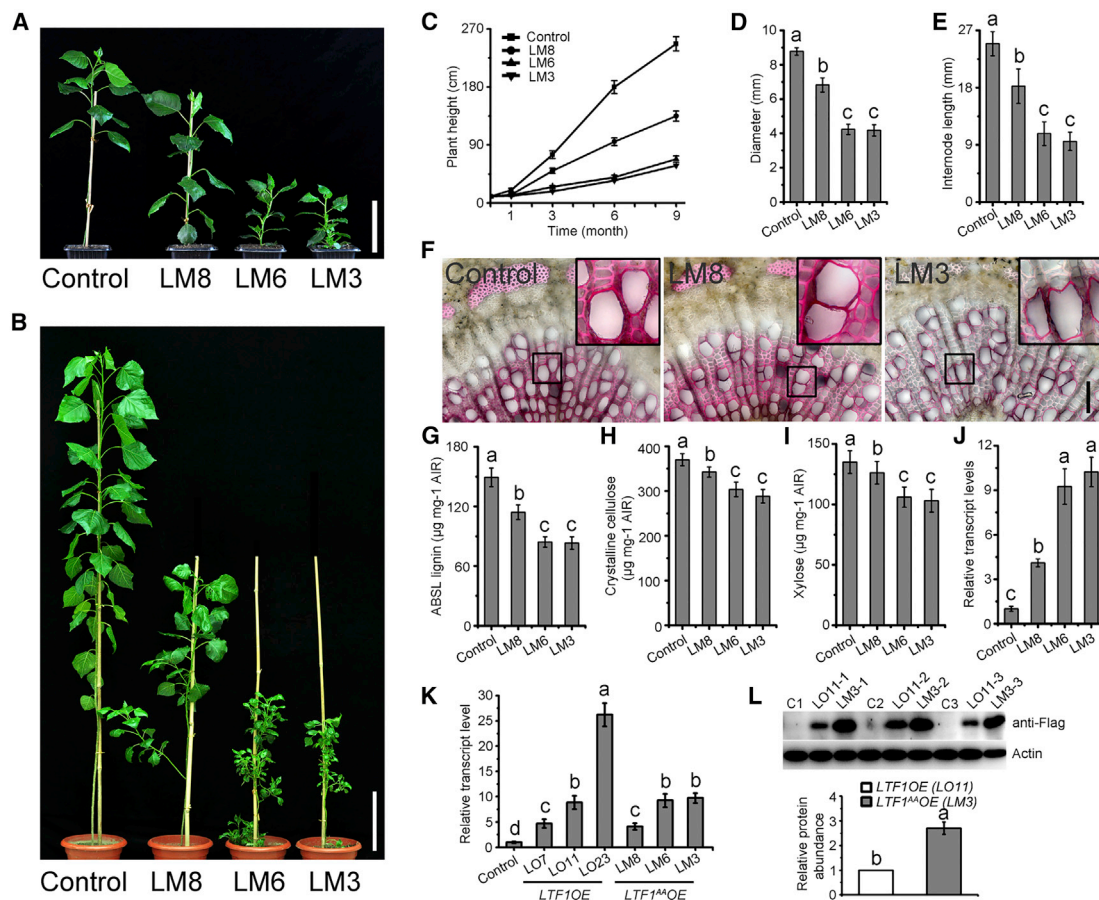 A
Control LM8 LM6 LM3
B
Control LM8 LM6 LM3
C
Plant height (cm)
270
180
90
0
Control
LM8
LM6
LM3
1 3 6 9
Time (month)
D
Diameter (mm)
10
8
6
4
2
0
a
b
c c
Control LM8 LM6 LM3
E
Internode length (mm)
27
18
9
0
a
b
c c
Control LM8 LM6 LM3
F
Control LM8 LM3
G
ABSL lignin (µg mg-1 AIR)
180
120
60
0
a
b
c c
Control LM8 LM6 LM3
H
Crystalline cellulose
(µg mg-1 AIR)
400
300
200
100
0
a
b
c c
Control LM8 LM6 LM3
I
Xylose (µg mg-1 AIR)
150
100
50
0
a
b
c c
Control LM8 LM6 LM3
J
Relative transcript levels
12
9
6
3
0
c
b
a a
Control LM8 LM6 LM3
K
Relative transcript level
35
30
25
20
15
10
5
0
d c b a c b b
Control LO7 LO11 LO23 LM8 LM6 LM3
LTF1OE LTF1ᴬᴬOE
L
C1 LO11-1 LM3-1 C2 LO11-2 LM3-2 C3 LO11-3 LM3-3
anti-Flag
Actin
LTF1OE (LO11)
LTF1ᴬᴬOE (LM3)
Relative protein
abundance
4
3
2
1
0
b a